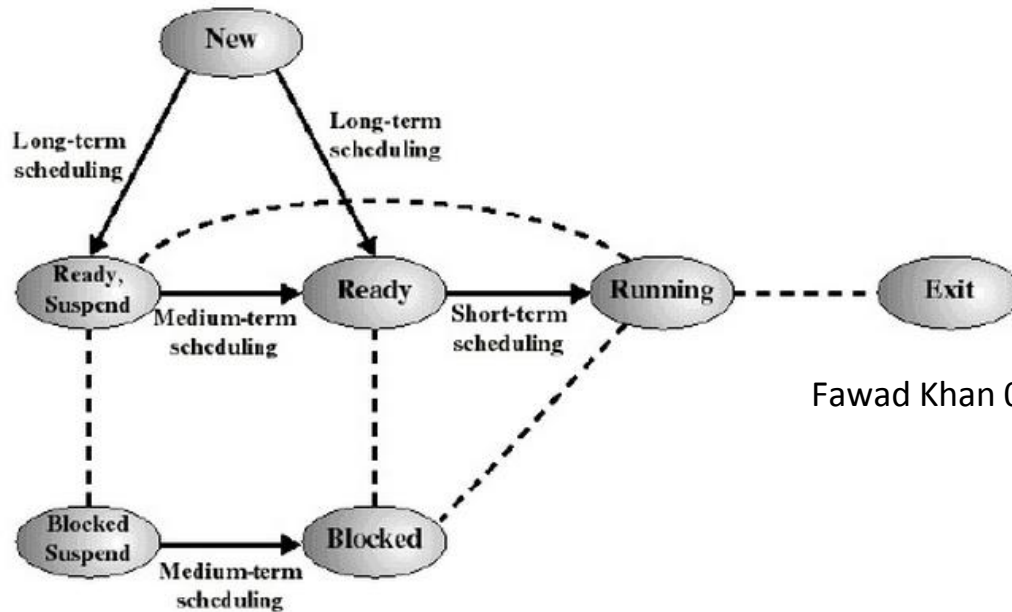 New
Long-term
scheduling
Long-term
scheduling
Ready,
Suspend
Medium-term
scheduling
Ready
Short-term
scheduling
Running
Exit
Fawad Khan 0
Blocked
Suspend
Medium-term
scheduling
Blocked